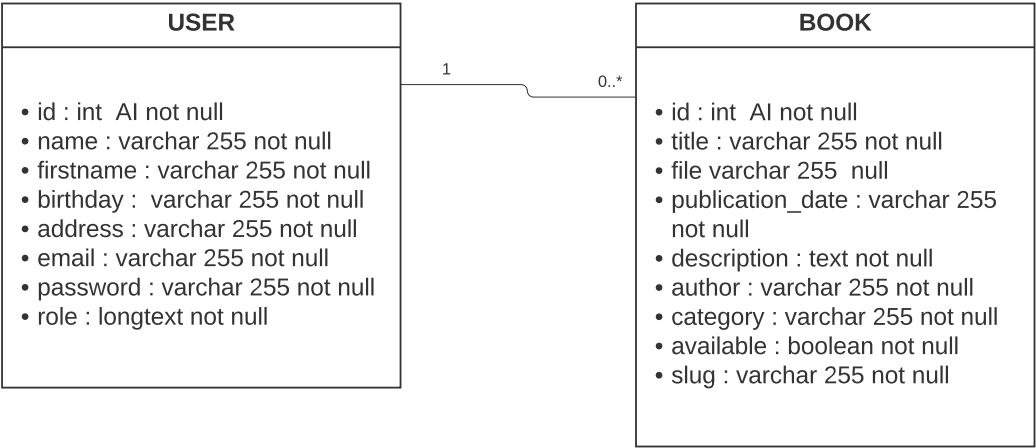 USER
• id : int  AI not null
• name : varchar 255 not null
• firstname : varchar 255 not null
• birthday :  varchar 255 not null
• address : varchar 255 not null
• email : varchar 255 not null
• password : varchar 255 not null
• role : longtext not null
1
0..*
BOOK
• id : int  AI not null
• title : varchar 255 not null
• file varchar 255  null
• publication_date : varchar 255
not null
• description : text not null
• author : varchar 255 not null
• category : varchar 255 not null
• available : boolean not null
• slug : varchar 255 not null